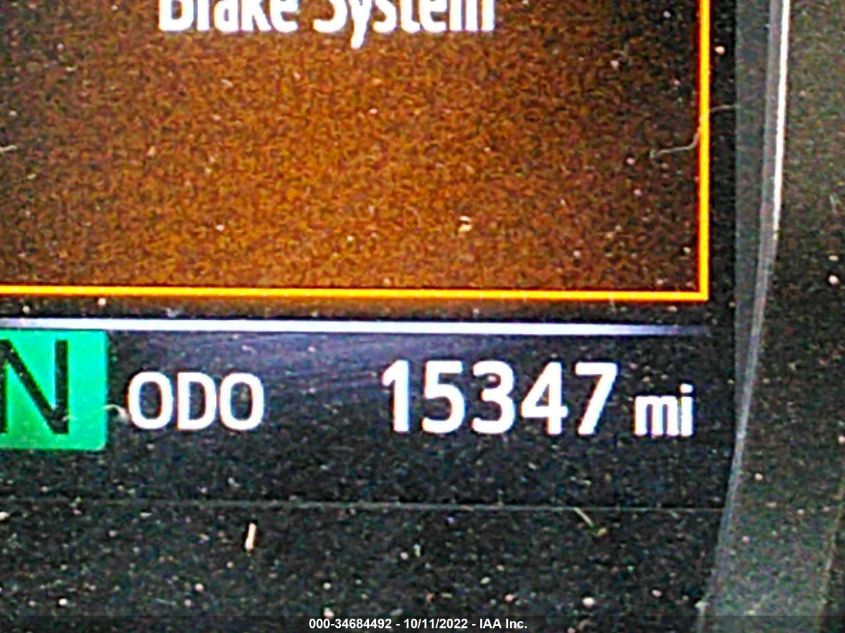 Brake System
N ODO 15347 mi
000-34684492 - 10/11/2022 - IAA Inc.